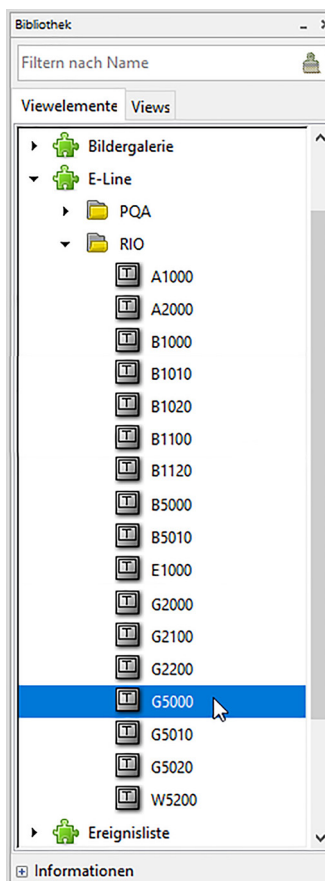 Bibliothek
Filtern nach Name
Viewelemente Views
Bildergalerie
E-Line
PQA
RIO
A1000
A2000
B1000
B1010
B1020
B1100
B1120
B5000
B5010
E1000
G2000
G2100
G2200
G5000
G5010
G5020
W5200
Ereignisliste
Informationen